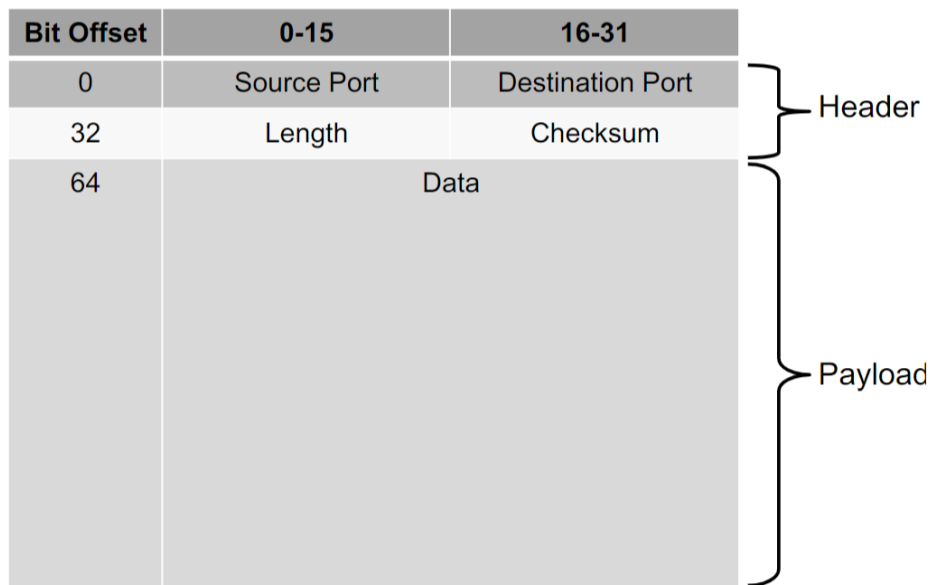 Bit Offset 0-15 16-31
0 Source Port Destination Port
Header
32 Length Checksum
64 Data
Payload